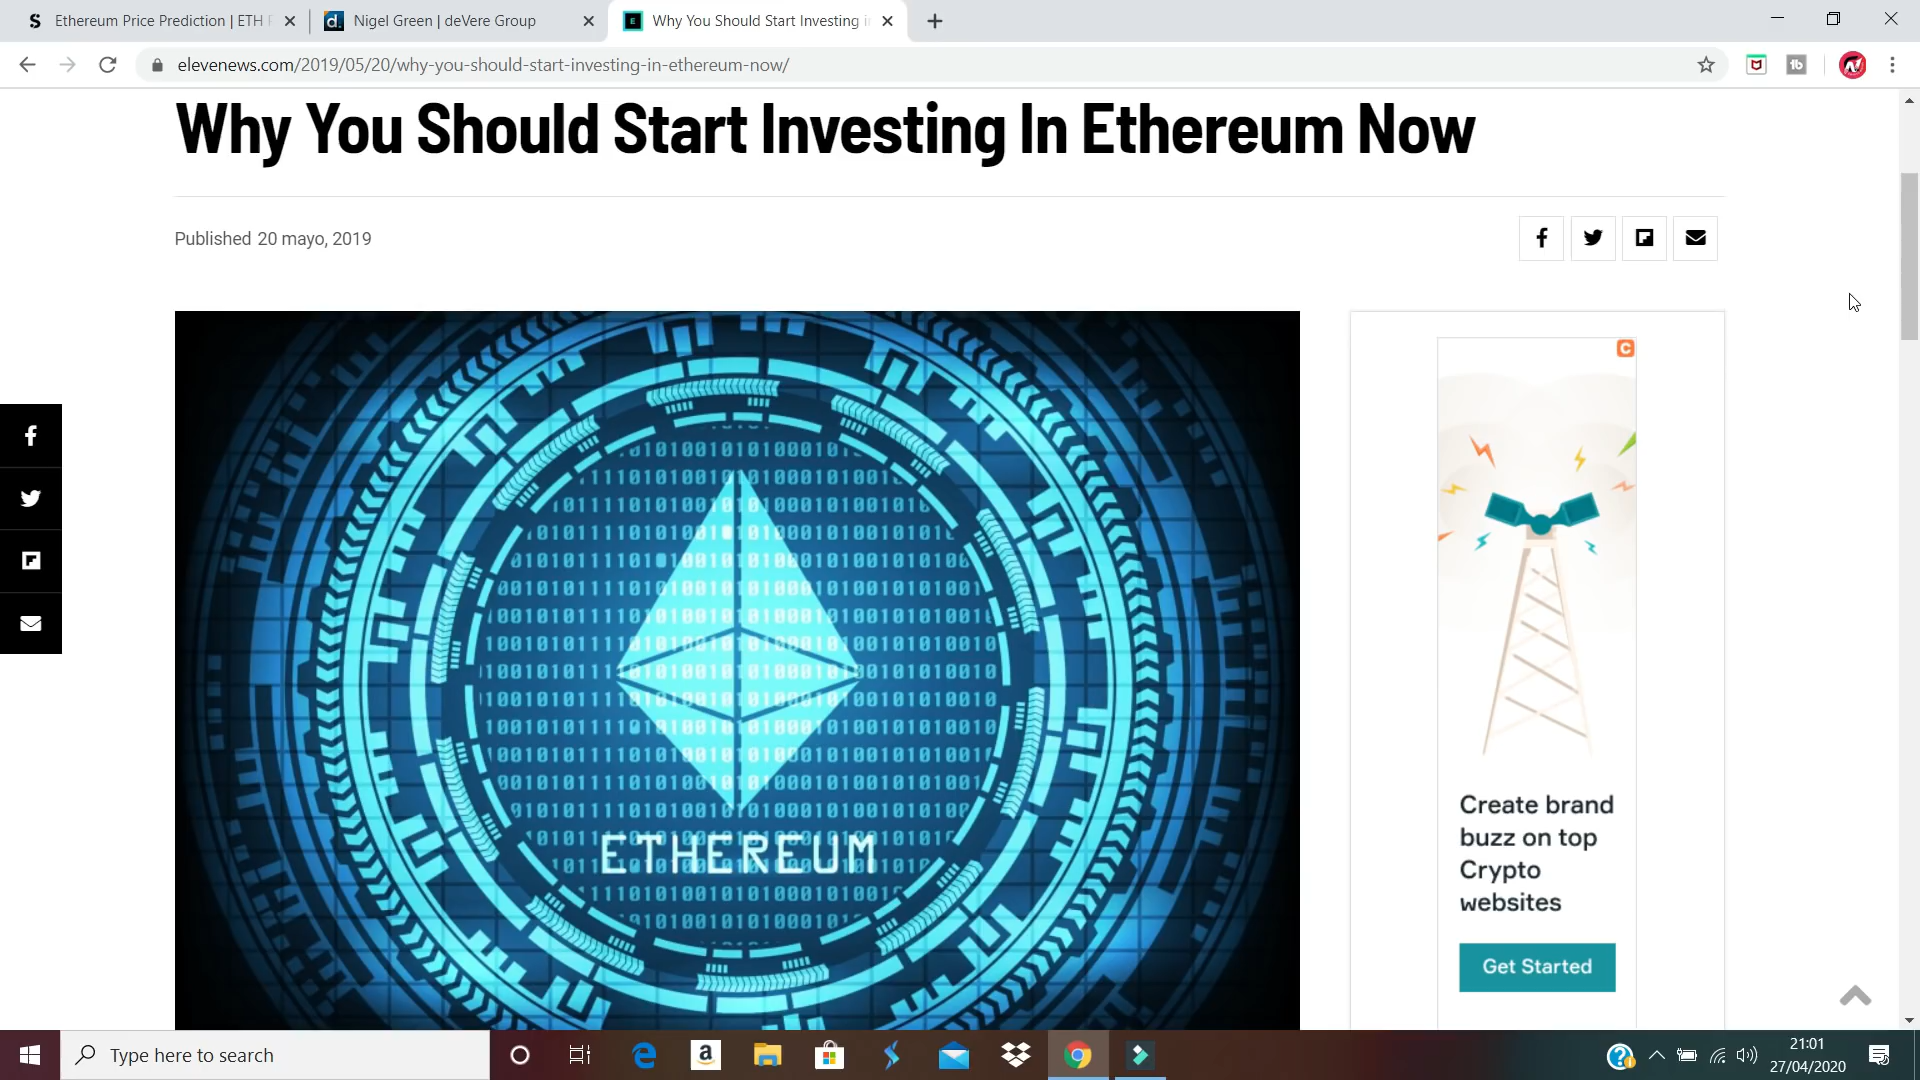 Ethereum Price Prediction | ETH
Nigel Green | deVere Group
Why You Should Start Investing
elevenews.com/2019/05/20/why-you-should-start-investing-in-ethereum-now/
Why You Should Start Investing In Ethereum Now
Published 20 mayo, 2019
ETHEREUM
Create brand
buzz on top
Crypto
websites
Get Started
Type here to search
21:01
27/04/2020